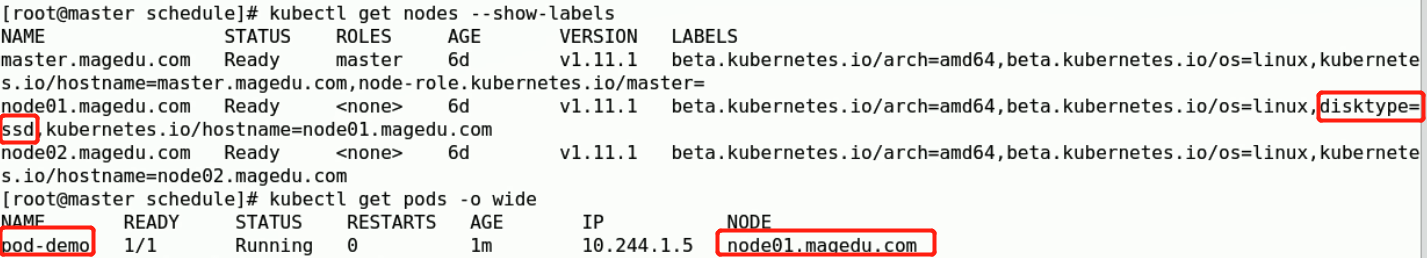 [root@master schedule]# kubectl get nodes --show-labels
NAME STATUS ROLES AGE VERSION LABELS
master.magedu.com Ready master 6d v1.11.1 beta.kubernetes.io/arch=amd64,beta.kubernetes.io/os=linux,kubernete
s.io/hostname=master.magedu.com,node-role.kubernetes.io/master=
node01.magedu.com Ready <none> 6d v1.11.1 beta.kubernetes.io/arch=amd64,beta.kubernetes.io/os=linux,disktype=
ssd,kubernetes.io/hostname=node01.magedu.com
node02.magedu.com Ready <none> 6d v1.11.1 beta.kubernetes.io/arch=amd64,beta.kubernetes.io/os=linux,kubernete
s.io/hostname=node02.magedu.com
[root@master schedule]# kubectl get pods -o wide
NAME READY STATUS RESTARTS AGE IP NODE
pod-demo 1/1 Running 0 1m 10.244.1.5 node01.magedu.com